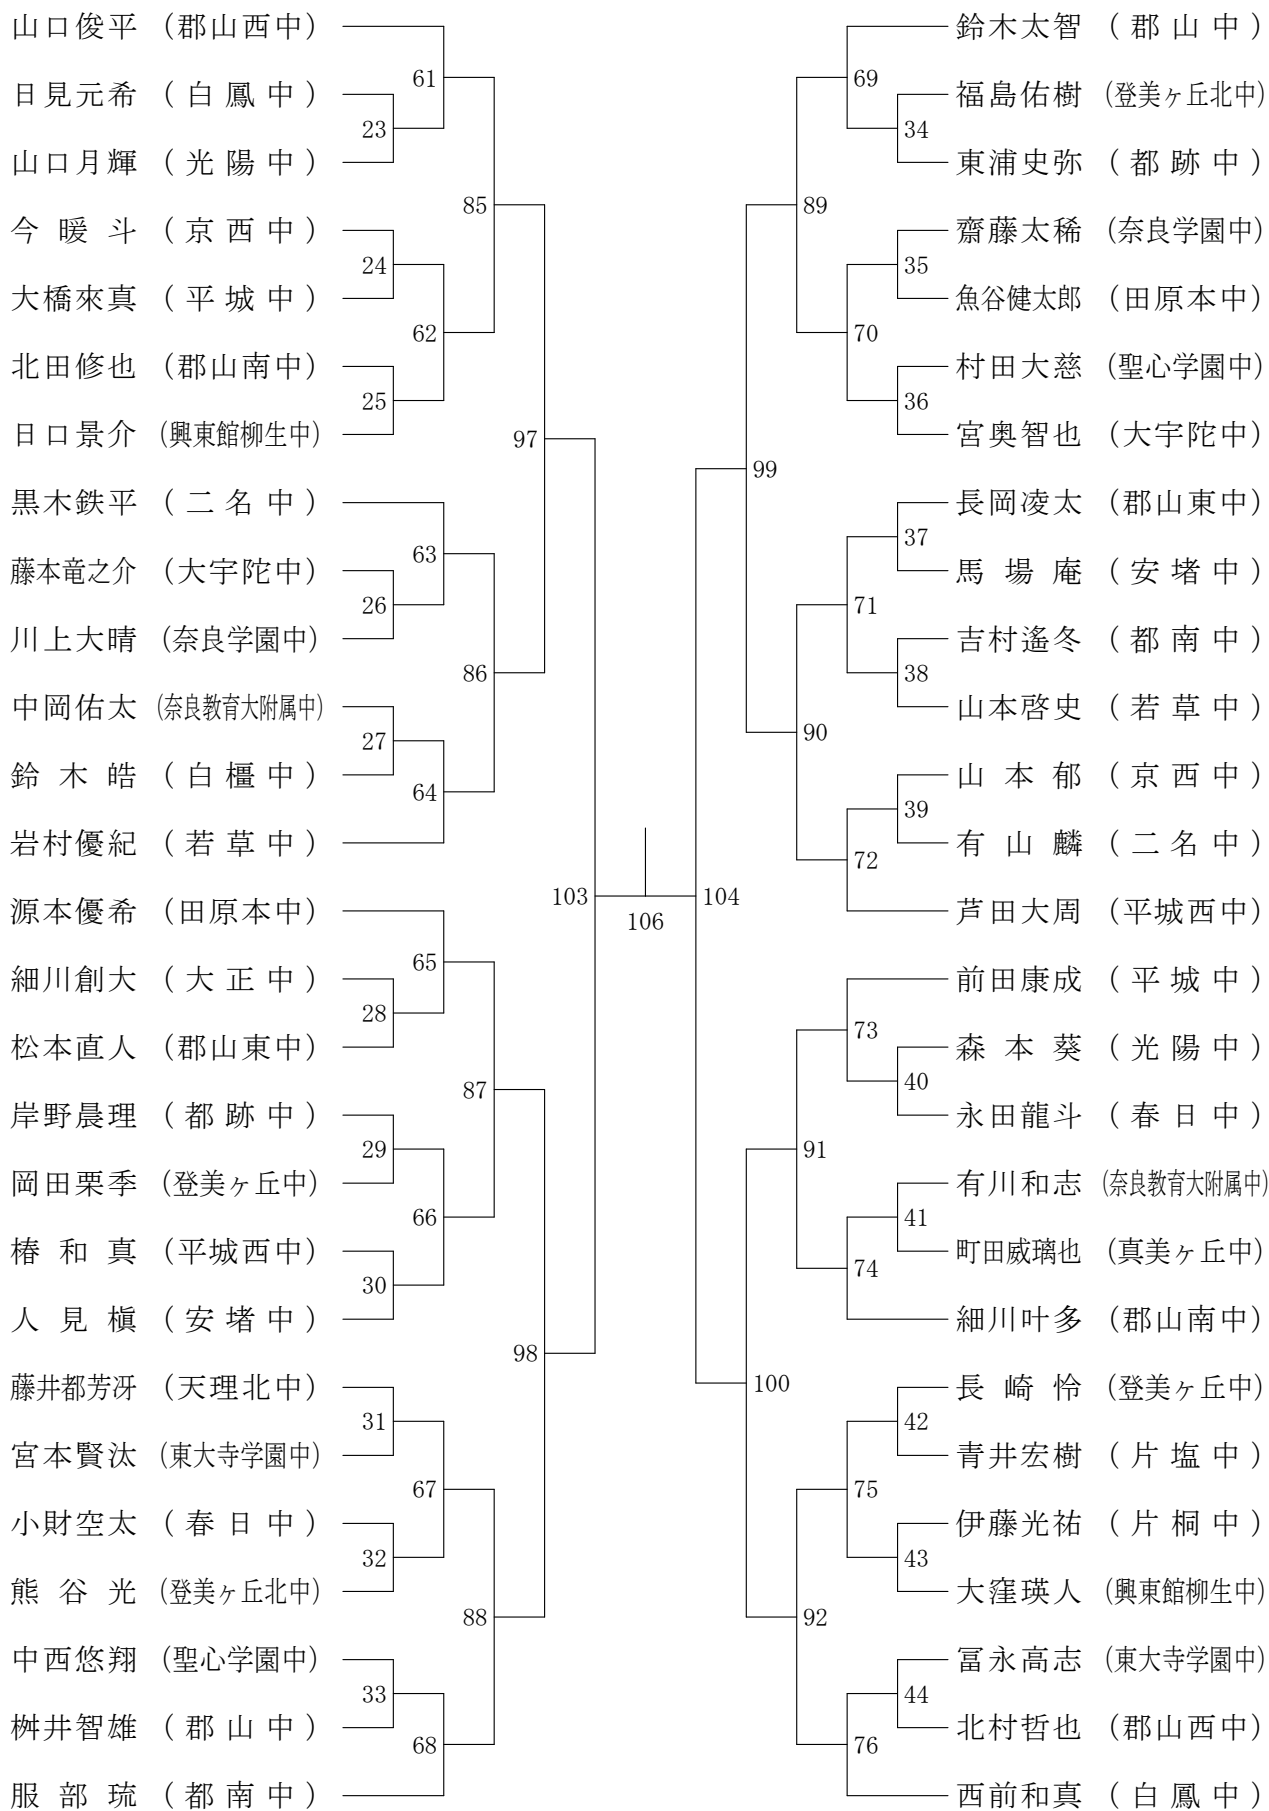 山口俊平 (郡山西中)
61
日見元希 (白鳳中)
23
山口月輝 (光陽中)
85
今暖斗 (京西中)
24
大橋來真 (平城中)
62
北田修也 (郡山南中)
25
日口景介 (興東館柳生中)
97
黒木鉄平 (二名中)
63
藤本竜之介 (大宇陀中)
26
川上大晴 (奈良学園中)
86
中岡佑太 (奈良教育大附属中)
27
鈴木皓 (白橿中)
64
岩村優紀 (若草中)
103
源本優希 (田原本中)
65
細川創大 (大正中)
28
松本直人 (郡山東中)
87
岸野晨理 (都跡中)
29
岡田栗季 (登美ヶ丘中)
66
椿和真 (平城西中)
30
人見槇 (安堵中)
98
藤井都芳冴 (天理北中)
31
宮本賢汰 (東大寺学園中)
67
小財空太 (春日中)
32
熊谷光 (登美ヶ丘北中)
88
中西悠翔 (聖心学園中)
33
桝井智雄 (郡山中)
68
服部琉 (都南中)
106
鈴木太智 (郡山中)
69
福島佑樹 (登美ヶ丘北中)
34
東浦史弥 (都跡中)
89
齋藤太稀 (奈良学園中)
35
魚谷健太郎 (田原本中)
70
村田大慈 (聖心学園中)
36
宮奥智也 (大宇陀中)
99
長岡凌太 (郡山東中)
37
馬場庵 (安堵中)
71
吉村遙冬 (都南中)
38
山本啓史 (若草中)
90
山本郁 (京西中)
39
有山麟 (二名中)
72
芦田大周 (平城西中)
104
前田康成 (平城中)
73
森本葵 (光陽中)
40
永田龍斗 (春日中)
91
有川和志 (奈良教育大附属中)
41
町田威璃也 (真美ヶ丘中)
74
細川叶多 (郡山南中)
100
長崎怜 (登美ヶ丘中)
42
青井宏樹 (片塩中)
75
伊藤光祐 (片桐中)
43
大窪瑛人 (興東館柳生中)
92
冨永高志 (東大寺学園中)
44
北村哲也 (郡山西中)
76
西前和真 (白鳳中)